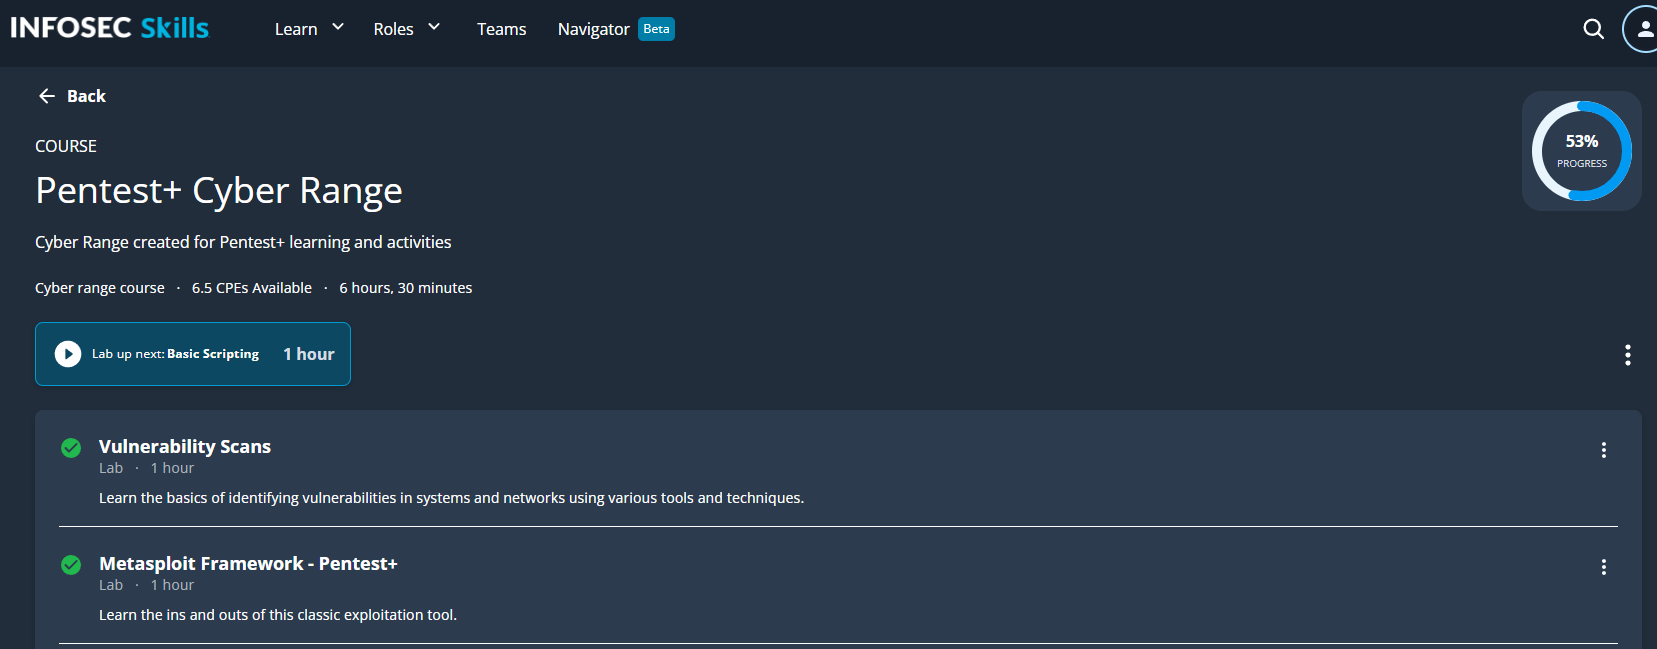 INFOSEC Skills Learn Roles Teams Navigator Beta
Back
COURSE
Pentest+ Cyber Range
Cyber Range created for Pentest+ learning and activities
Cyber range course · 6.5 CPEs Available · 6 hours, 30 minutes
53%
PROGRESS
Lab up next: Basic Scripting 1 hour
Vulnerability Scans
Lab · 1 hour
Learn the basics of identifying vulnerabilities in systems and networks using various tools and techniques.
Metasploit Framework - Pentest+
Lab · 1 hour
Learn the ins and outs of this classic exploitation tool.